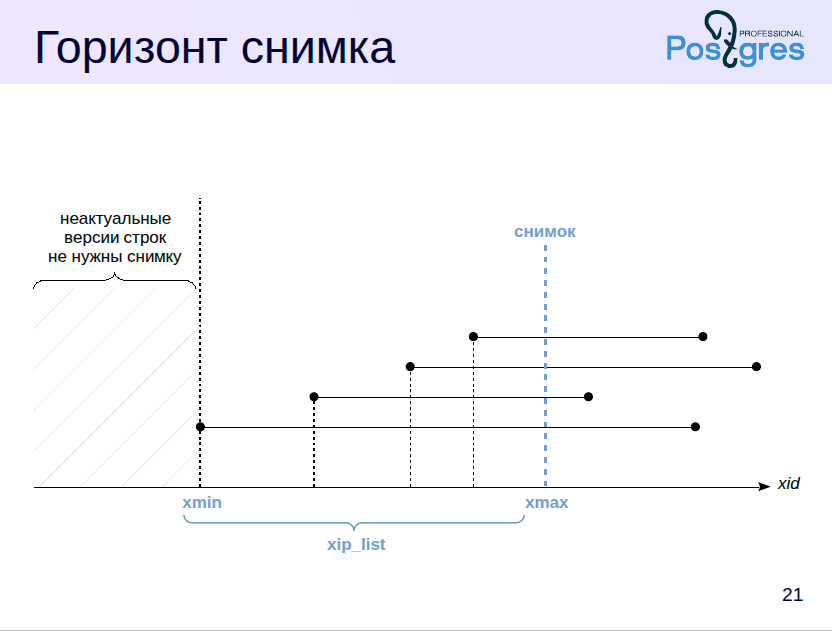 Горизонт снимка
PROFESSIONAL
Postgres
неактуальные
версии строк
не нужны снимку
снимок
xid
xmin
xmax
xip_list
21